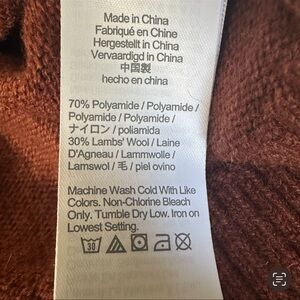 Made in China
Fabriqué en Chine
Hergestellt in China
Vervaardigd in China
中国製
hecho en china
70% Polyamide / Polyamide /
Polyamide / Polyamide /
ナイロン / poliamida
30% Lambs' Wool / Laine
D'Agneau / Lammwolle /
Lamswol / 毛 / piel ovino
Machine Wash Cold With Like
Colors. Non-Chlorine Bleach
Only. Tumble Dry Low. Iron on
Lowest Setting.
30